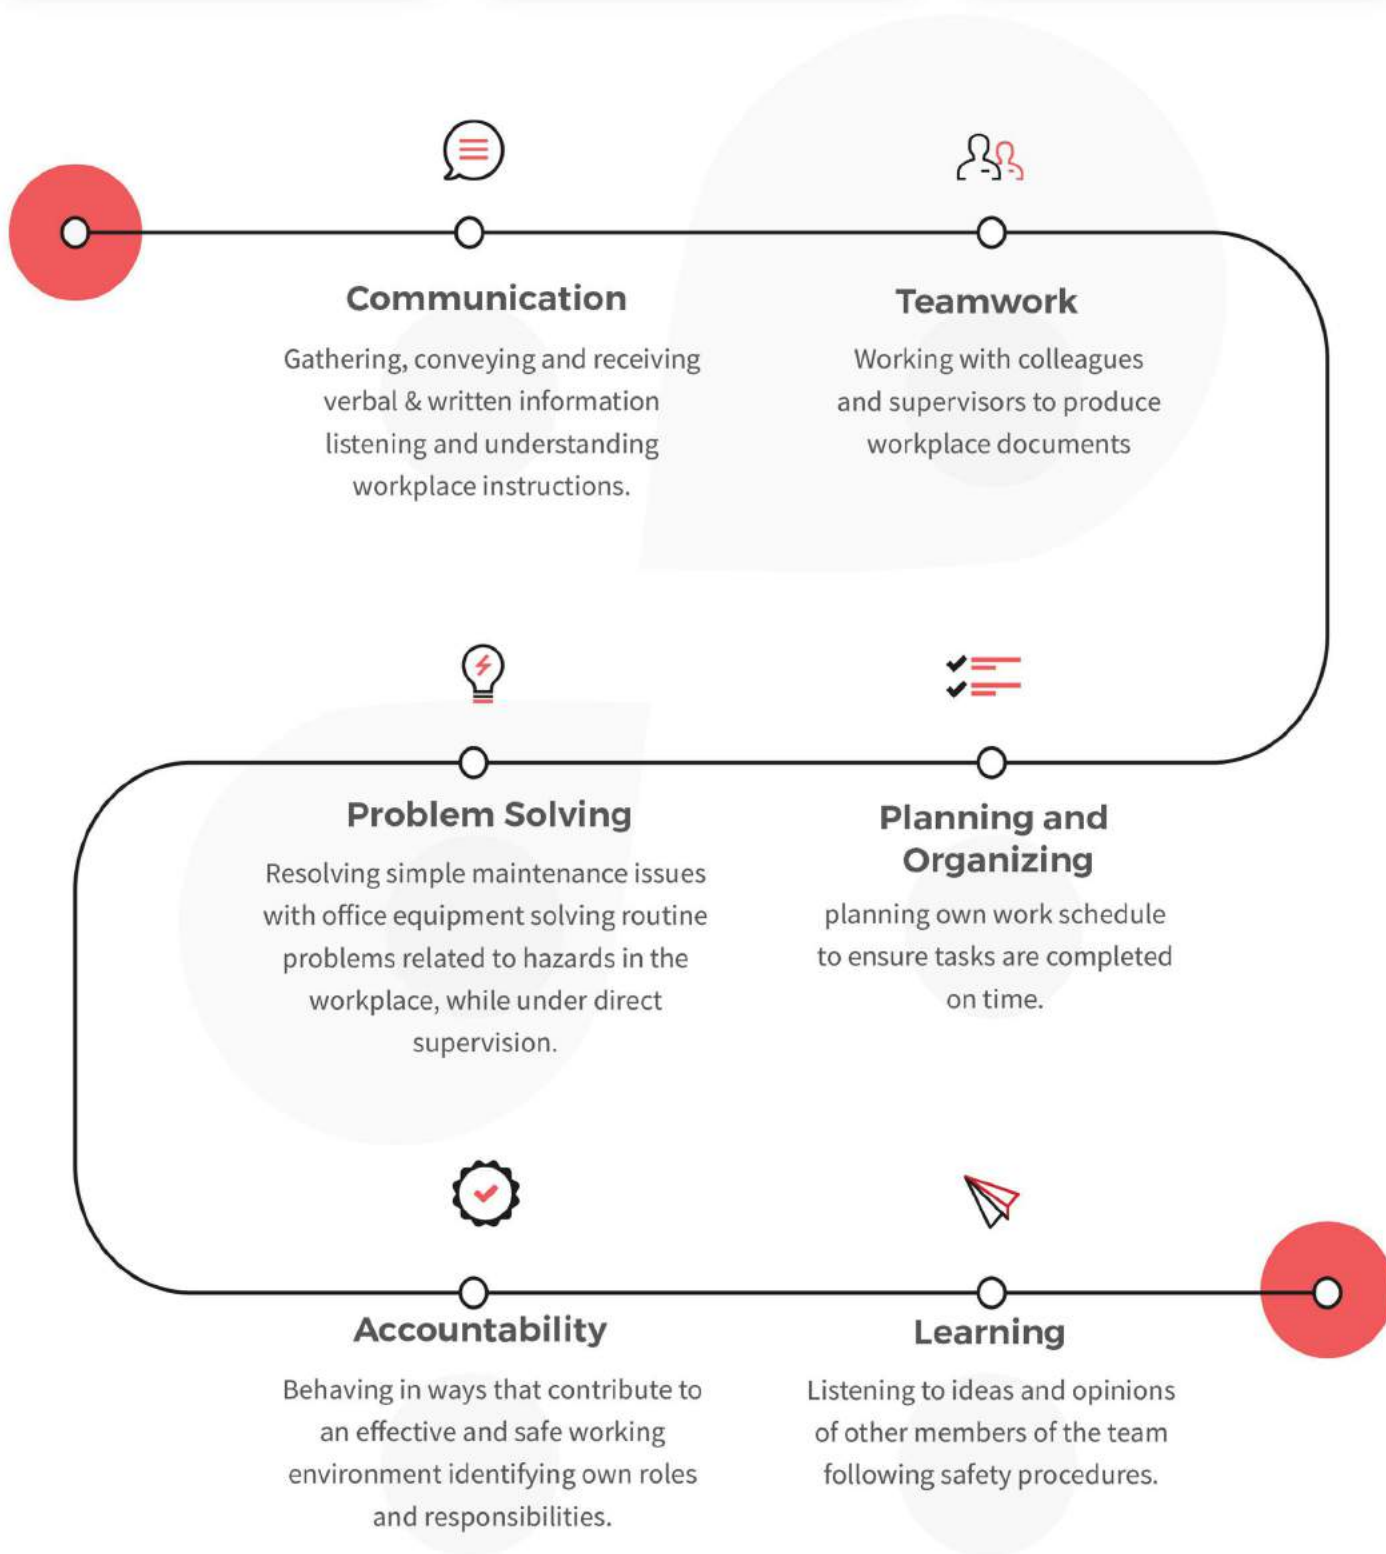 Communication
Gathering, conveying and receiving
verbal & written information
listening and understanding
workplace instructions.
Teamwork
Working with colleagues
and supervisors to produce
workplace documents
Problem Solving
Resolving simple maintenance issues
with office equipment solving routine
problems related to hazards in the
workplace, while under direct
supervision.
Planning and
Organizing
planning own work schedule
to ensure tasks are completed
on time.
Accountability
Behaving in ways that contribute to
an effective and safe working
environment identifying own roles
and responsibilities.
Learning
Listening to ideas and opinions
of other members of the team
following safety procedures.